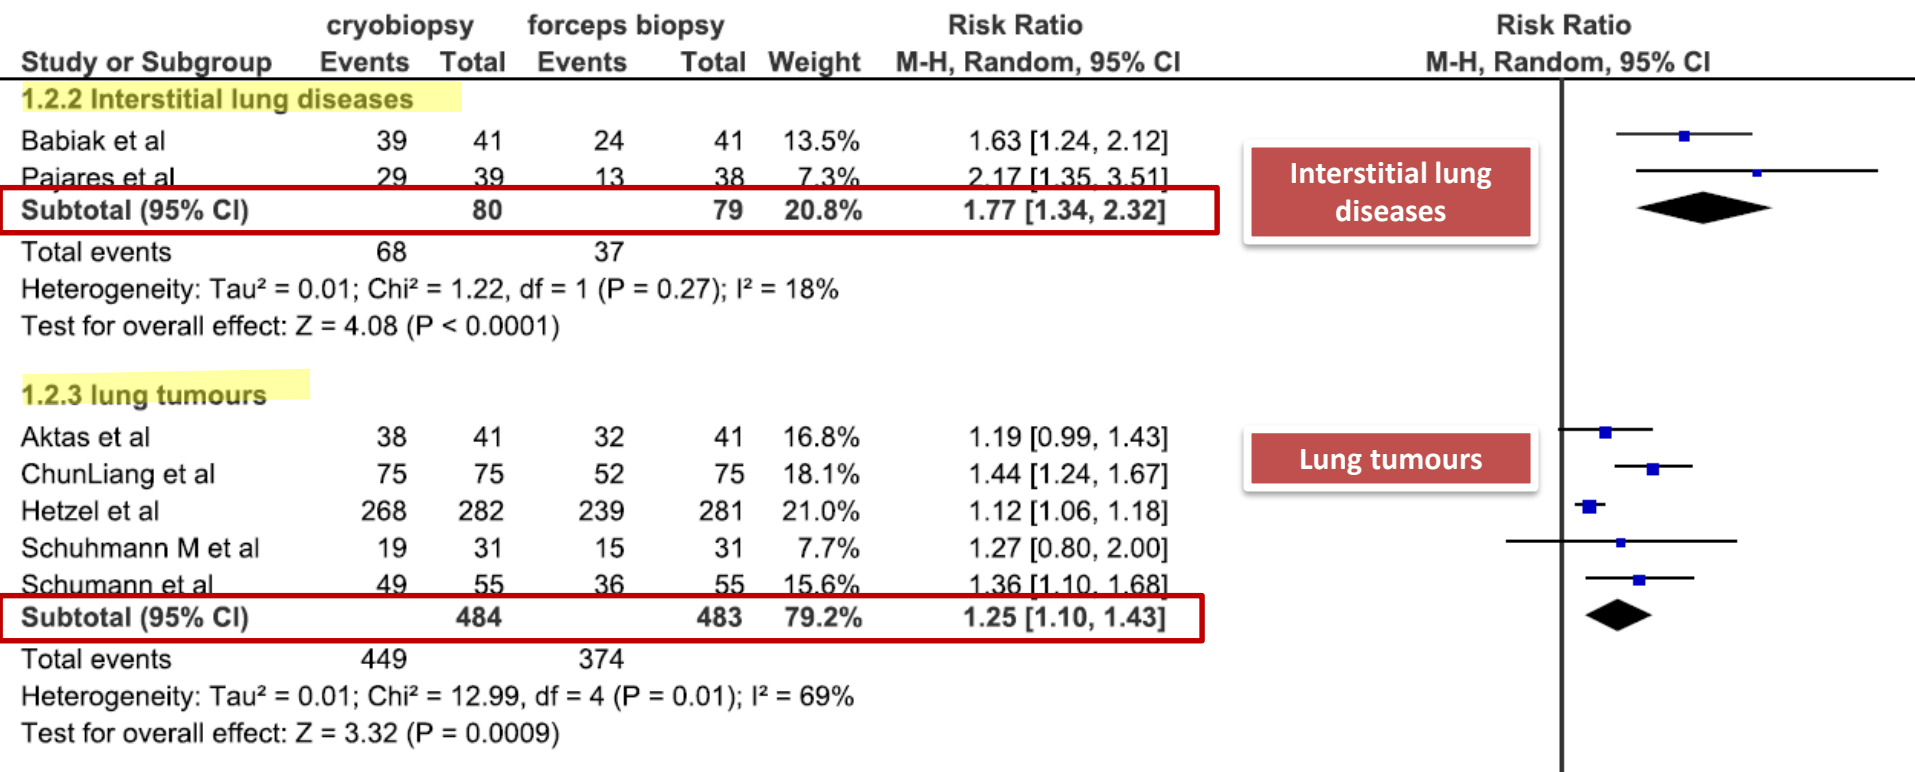 cryobiopsy forceps biopsy Risk Ratio Risk Ratio
Study or Subgroup Events Total Events Total Weight M-H, Random, 95% CI M-H, Random, 95% CI
1.2.2 Interstitial lung diseases
Babiak et al 39 41 24 41 13.5% 1.63 [1.24, 2.12]
Pajares et al 29 39 13 38 7.3% 2.17 [1.35, 3.51]
Subtotal (95% CI) 80 79 20.8% 1.77 [1.34, 2.32]
Interstitial lung
diseases
Total events 68 37
Heterogeneity: Tau² = 0.01; Chi² = 1.22, df = 1 (P = 0.27); I² = 18%
Test for overall effect: Z = 4.08 (P < 0.0001)
1.2.3 lung tumours
Aktas et al 38 41 32 41 16.8% 1.19 [0.99, 1.43]
ChunLiang et al 75 75 52 75 18.1% 1.44 [1.24, 1.67]
Lung tumours
Hetzel et al 268 282 239 281 21.0% 1.12 [1.06, 1.18]
Schuhmann M et al 19 31 15 31 7.7% 1.27 [0.80, 2.00]
Schumann et al 49 55 36 55 15.6% 1.36 [1.10, 1.68]
Subtotal (95% CI) 484 483 79.2% 1.25 [1.10, 1.43]
Total events 449 374
Heterogeneity: Tau² = 0.01; Chi² = 12.99, df = 4 (P = 0.01); I² = 69%
Test for overall effect: Z = 3.32 (P = 0.0009)